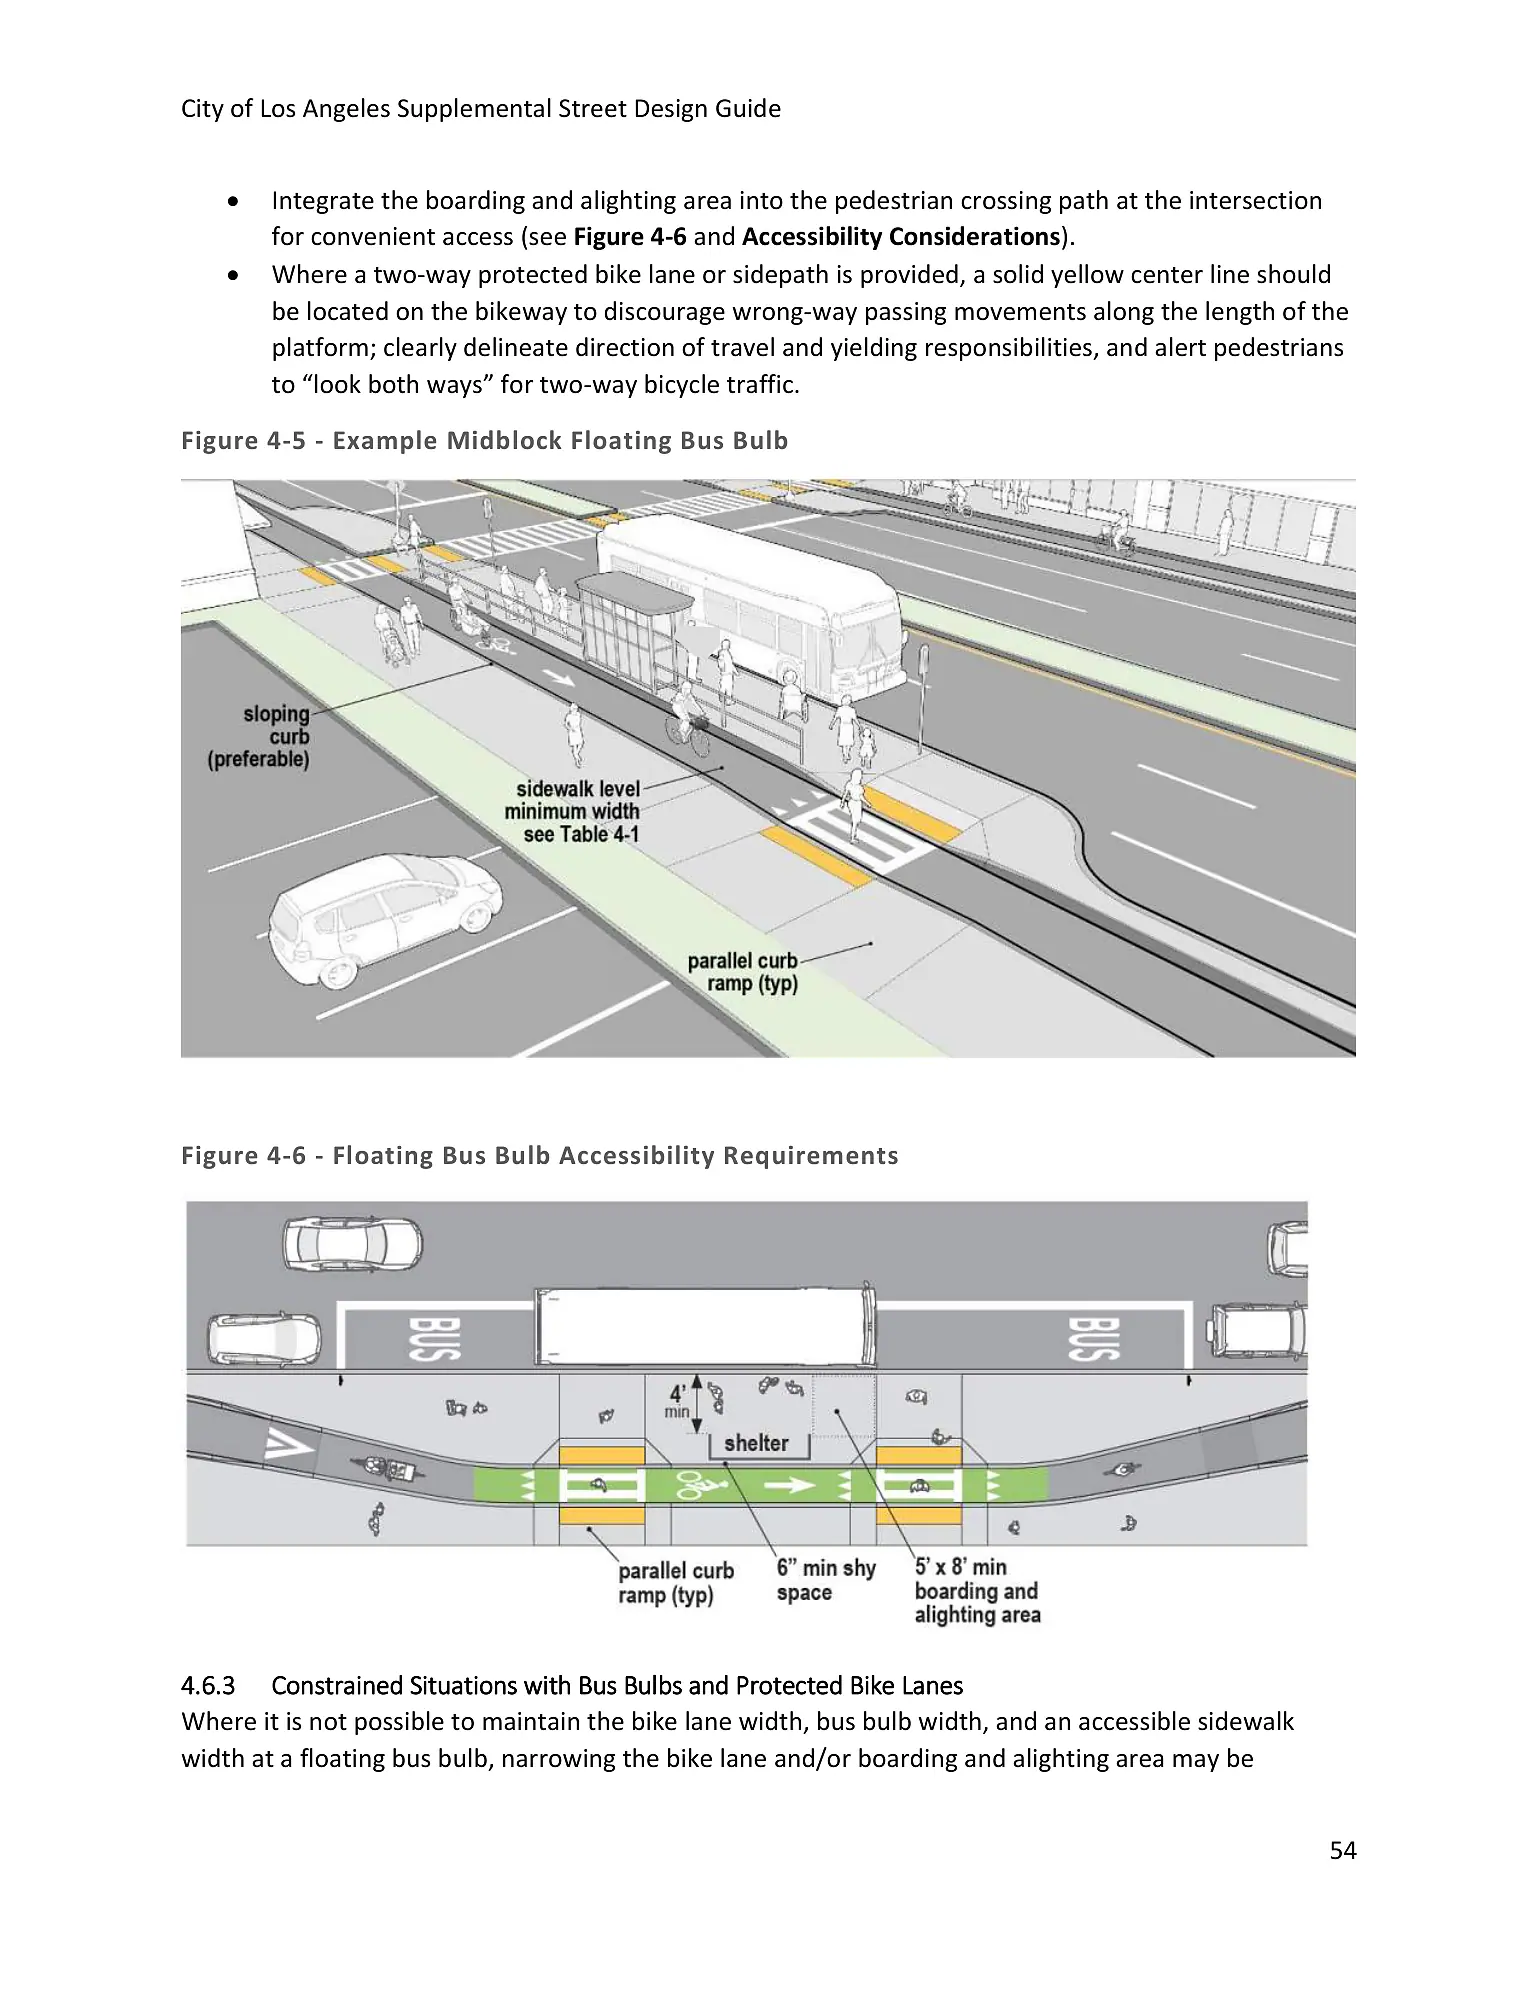 City of Los Angeles Supplemental Street Design Guide
• Integrate the boarding and alighting area into the pedestrian crossing path at the intersection
for convenient access (see Figure 4-6 and Accessibility Considerations).
• Where a two-way protected bike lane or sidepath is provided, a solid yellow center line should
be located on the bikeway to discourage wrong-way passing movements along the length of the
platform; clearly delineate direction of travel and yielding responsibilities, and alert pedestrians
to “look both ways” for two-way bicycle traffic.
Figure 4-5 - Example Midblock Floating Bus Bulb
sloping
curb
(preferable)
sidewalk level
minimum width
see Table 4-1
parallel curb
ramp (typ)
Figure 4-6 - Floating Bus Bulb Accessibility Requirements
BUS
BUS
4’
min
shelter
parallel curb
ramp (typ)
6” min shy
space
5’ x 8’ min
boarding and
alighting area
4.6.3 Constrained Situations with Bus Bulbs and Protected Bike Lanes
Where it is not possible to maintain the bike lane width, bus bulb width, and an accessible sidewalk
width at a floating bus bulb, narrowing the bike lane and/or boarding and alighting area may be
54